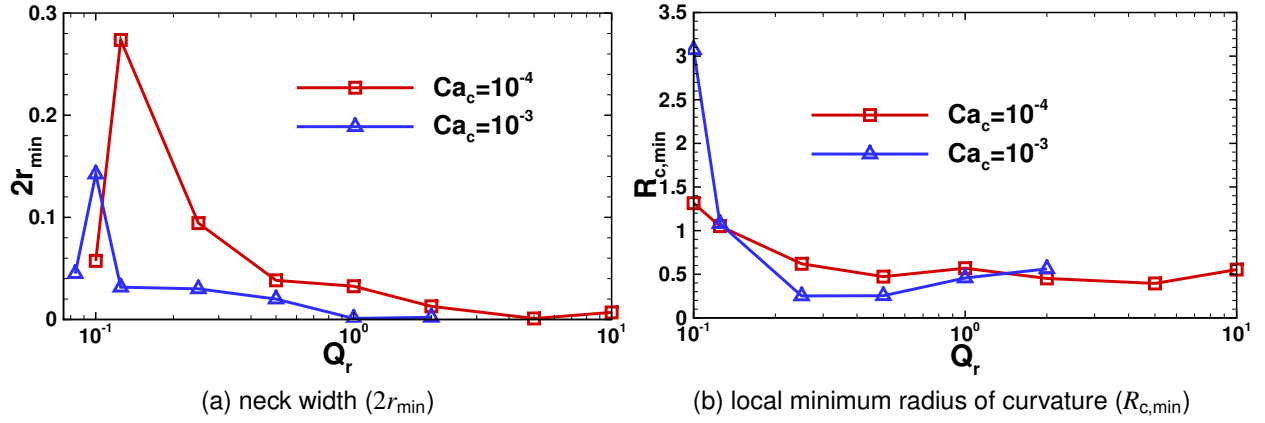 0.3
0.2
0.1
0
2r_min
Ca_c=10^-4
Ca_c=10^-3
10^-1 10^0 10^1
Q_r
(a) neck width (2r_min)
3.5
3
2.5
2
1.5
1
0.5
0
R_c,min
Ca_c=10^-4
Ca_c=10^-3
10^-1 10^0 10^1
Q_r
(b) local minimum radius of curvature (R_c,min)